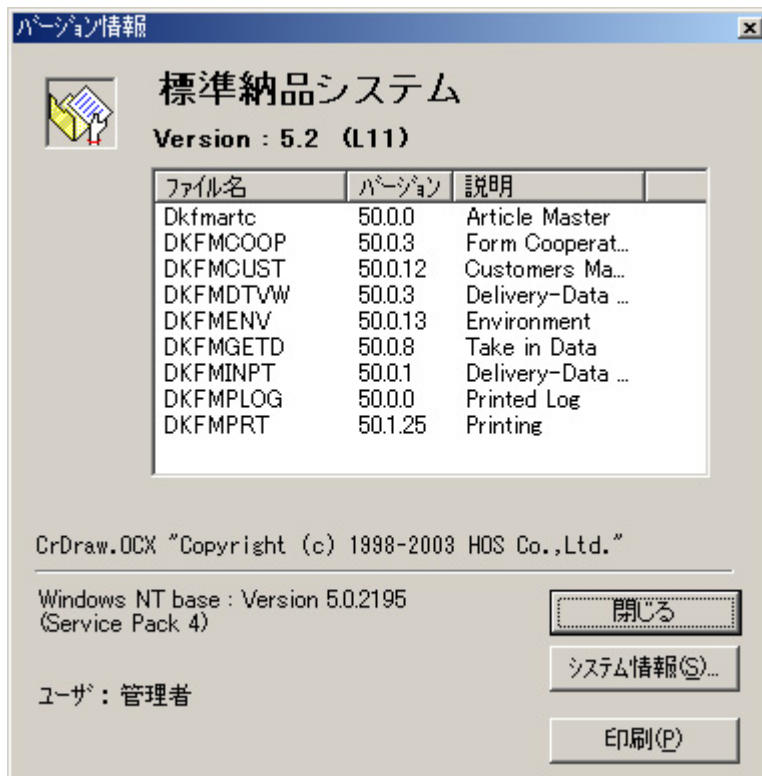 ﾊﾞｰｼﾞｮﾝ情報
標準納品システム
Version : 5.2 (L11)
ﾌｧｲﾙ名 ﾊﾞｰｼﾞｮﾝ 説明
Dkfmartc 50.0.0 Article Master
DKFMCOOP 50.0.3 Form Cooperat...
DKFMCUST 50.0.12 Customers Ma...
DKFMDTVW 50.0.3 Delivery-Data ...
DKFMENV 50.0.13 Environment
DKFMGETD 50.0.8 Take in Data
DKFMINPT 50.0.1 Delivery-Data ...
DKFMPLOG 50.0.0 Printed Log
DKFMPRT 50.1.25 Printing
CrDraw.OCX "Copyright (c) 1998-2003 HOS Co.,Ltd."
Windows NT base : Version 5.0.2195
(Service Pack 4)
閉じる
ｼｽﾃﾑ情報(S)...
ﾕｰｻﾞ : 管理者
印刷(P)